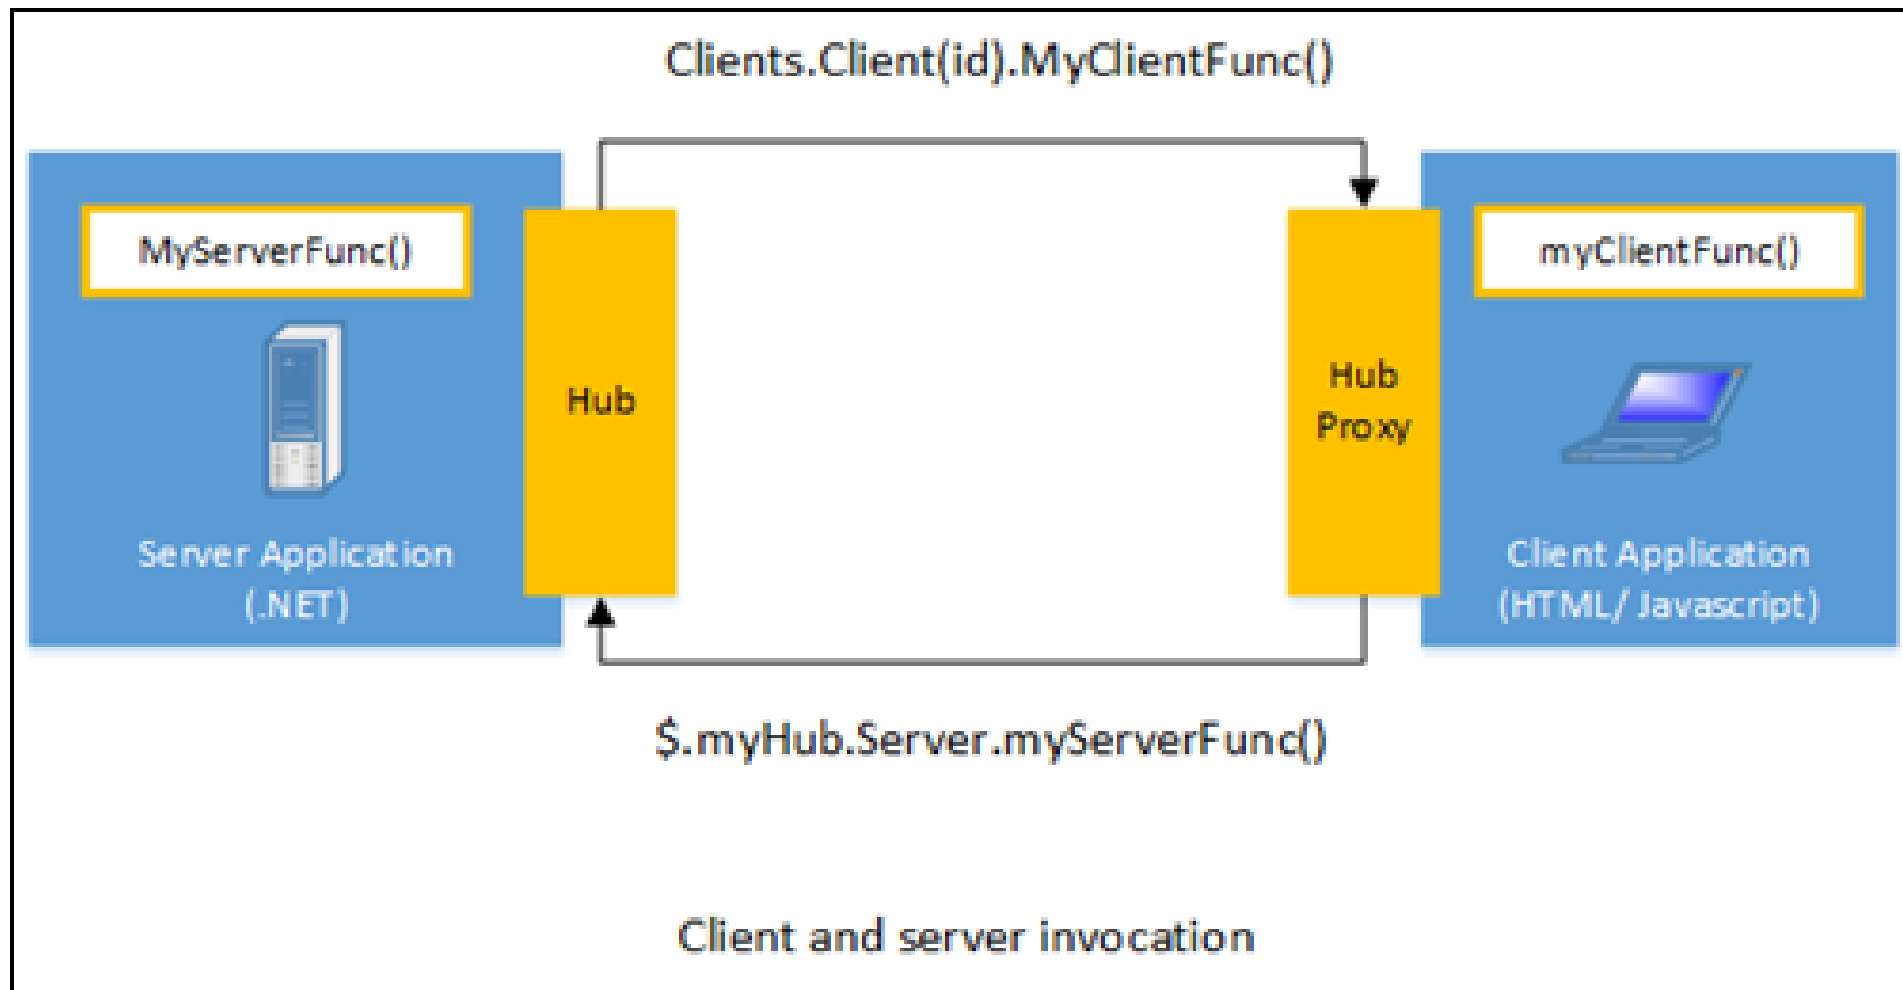 Clients.Client(id).MyClientFunc()
MyServerFunc()
myClientFunc()
Hub
Hub
Proxy
Server Application
(.NET)
Client Application
(HTML/ Javascript)
$.myHub.Server.myServerFunc()
Client and server invocation